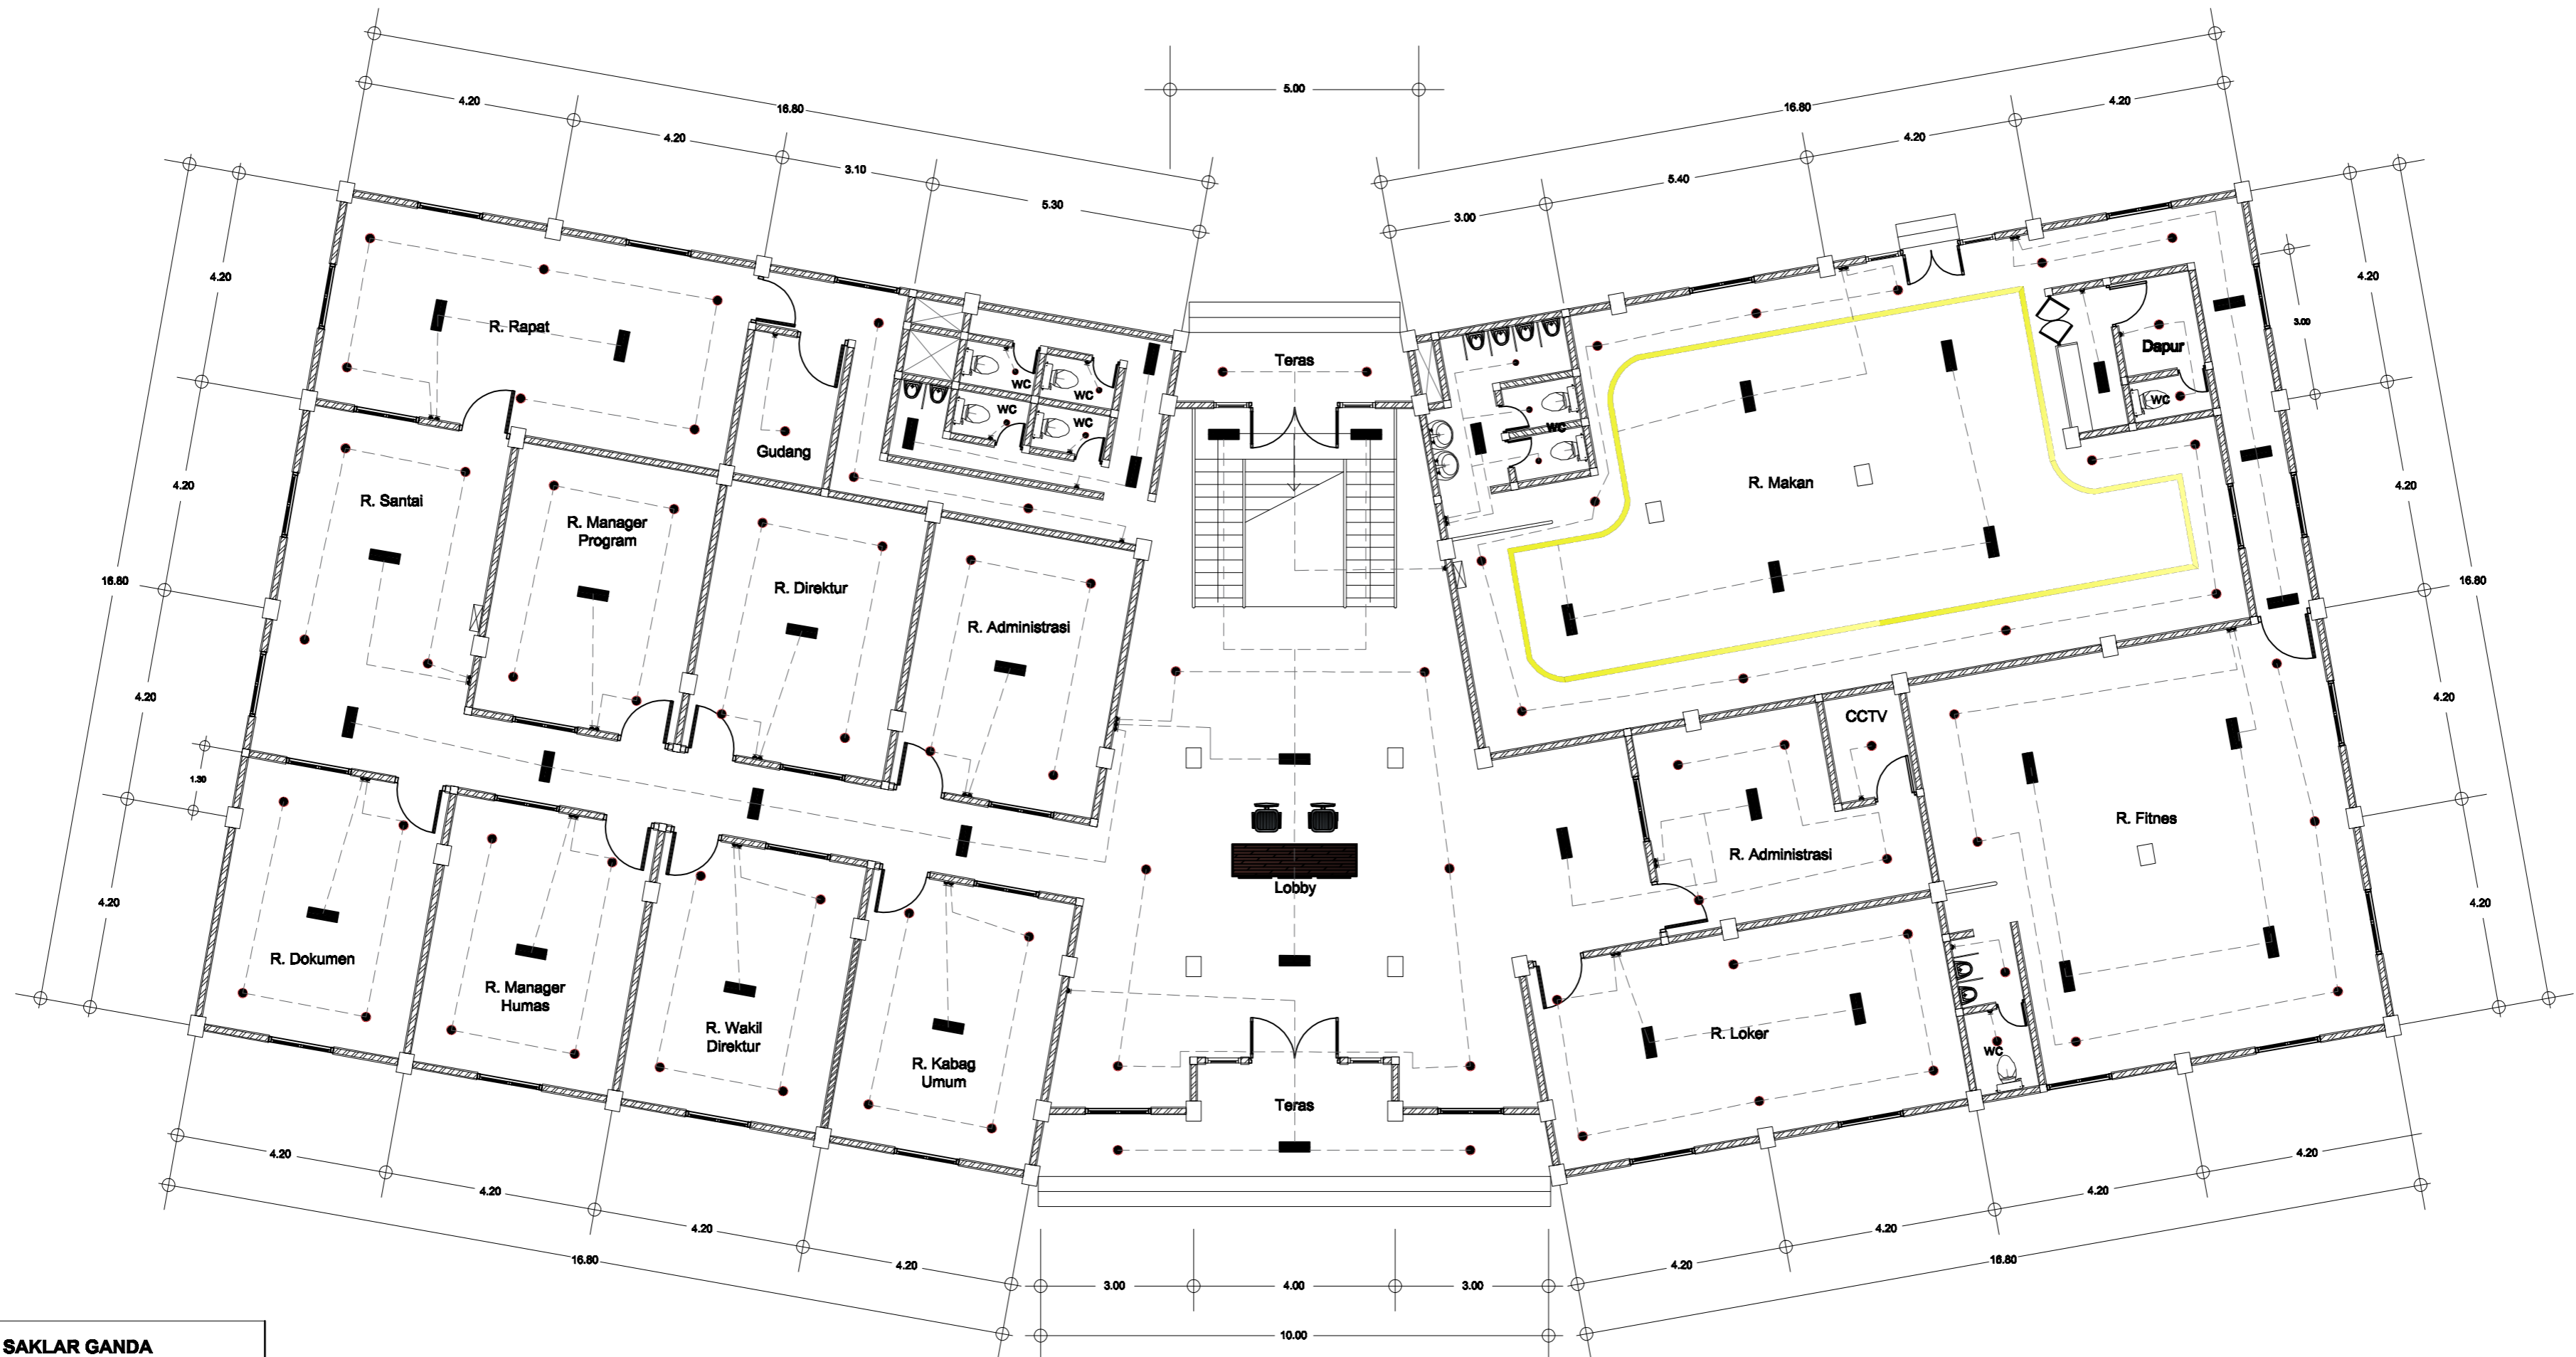 16.80
5.00
16.80
4.20
4.20
3.10
5.30
3.00
5.40
4.20
4.20
4.20
4.20
16.80
4.20
1.30
4.20
4.20
3.00
4.20
16.80
4.20
4.20
R. Rapat
Gudang
WC
WC
WC
WC
Teras
WC
R. Makan
Dapur
WC
R. Santai
R. Manager
Program
R. Direktur
R. Administrasi
CCTV
R. Administrasi
R. Fitnes
Lobby
R. Dokumen
R. Manager
Humas
R. Wakil
Direktur
R. Kabag
Umum
Teras
R. Loker
WC
4.20
4.20
4.20
4.20
16.80
3.00
4.00
3.00
10.00
4.20
4.20
4.20
4.20
16.80
SAKLAR GANDA